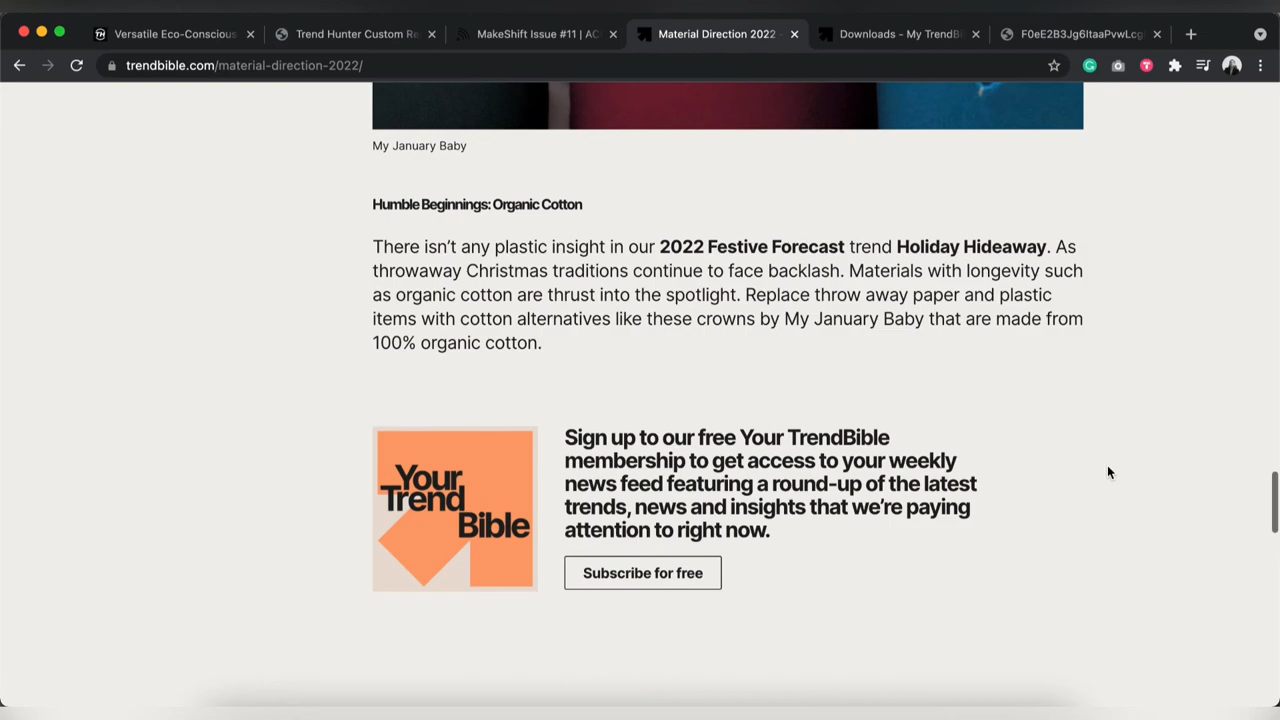 Versatile Eco-Conscious
Trend Hunter Custom Re
MakeShift Issue #11 | AC
Material Direction 2022 -
Downloads - My TrendBi
F0eE2B3Jg6ItaaPvwLcg
trendbible.com/material-direction-2022/
My January Baby
Humble Beginnings: Organic Cotton
There isn't any plastic insight in our 2022 Festive Forecast trend Holiday Hideaway. As
throwaway Christmas traditions continue to face backlash. Materials with longevity such
as organic cotton are thrust into the spotlight. Replace throw away paper and plastic
items with cotton alternatives like these crowns by My January Baby that are made from
100% organic cotton.
Your
Trend
Bible
Sign up to our free Your TrendBible
membership to get access to your weekly
news feed featuring a round-up of the latest
trends, news and insights that we're paying
attention to right now.
Subscribe for free